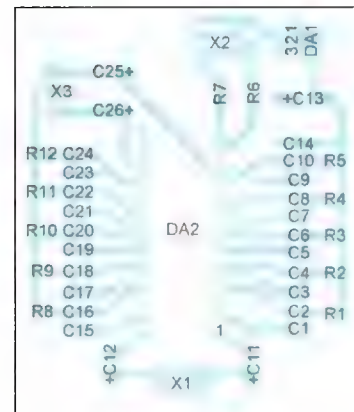 X2
321
DA1
C25+
X3
R7
R6
+C13
C26+
R12 C24
C14
C10 R5
C23
C9
R11 C22
C8 R4
C21
C7
R10 C20
DA2
C6 R3
C19
C5
R9 C18
C4 R2
C17
C3
R8 C16
C2 R1
C15
1
C1
+C12
X1
+C11